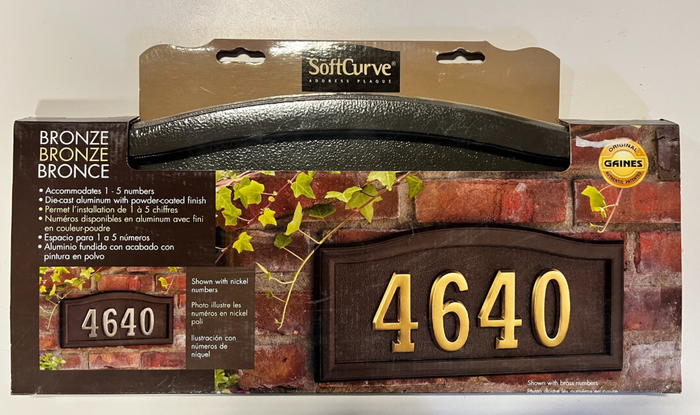 SoftCurve®
ADDRESS PLAQUE
BRONZE
BRONZE
BRONCE
• Accommodates 1 - 5 numbers
• Die-cast aluminum with powder-coated finish
• Permet l'installation de 1 à 5 chiffres
• Numéros disponibles en aluminum avec fini
en couleur-poudre
• Espacio para 1 a 5 números
• Aluminio fundido con acabado con
pintura en polvo
ORIGINAL
GAINES
4640
Shown with nickel
numbers
Photo illustre les
numéros en nickel
poli
Ilustración con
números de
níquel
4640
Shown with brass numbers